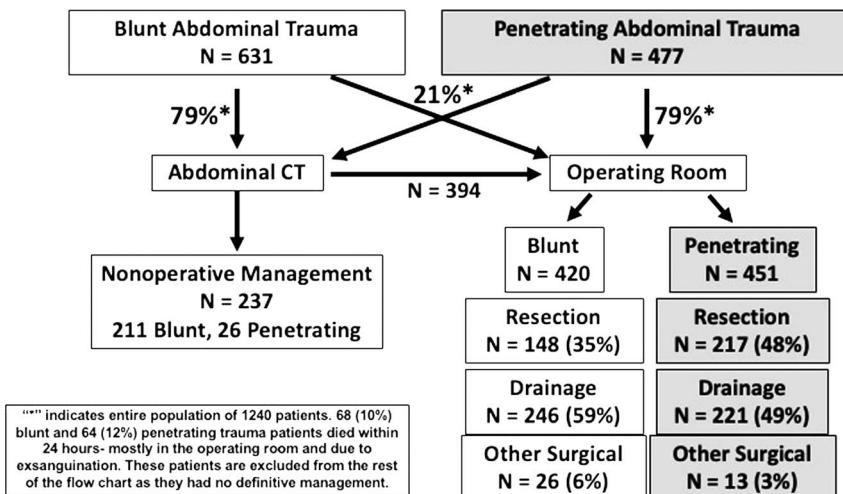 Blunt Abdominal Trauma
N = 631
Penetrating Abdominal Trauma
N = 477
79%*
21%*
79%*
Abdominal CT
N = 394
Operating Room
Nonoperative Management
N = 237
211 Blunt, 26 Penetrating
Blunt
N = 420
Penetrating
N = 451
Resection
N = 148 (35%)
Resection
N = 217 (48%)
Drainage
N = 246 (59%)
Drainage
N = 221 (49%)
Other Surgical
N = 26 (6%)
Other Surgical
N = 13 (3%)
"*" indicates entire population of 1240 patients. 68 (10%)
blunt and 64 (12%) penetrating trauma patients died within
24 hours- mostly in the operating room and due to
exsanguination. These patients are excluded from the rest
of the flow chart as they had no definitive management.